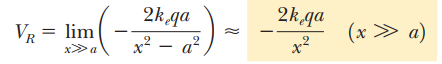 V_R = lim_{x≫a} (− 2k_e qa / (x² − a²)) ≈ − 2k_e qa / x² (x ≫ a)